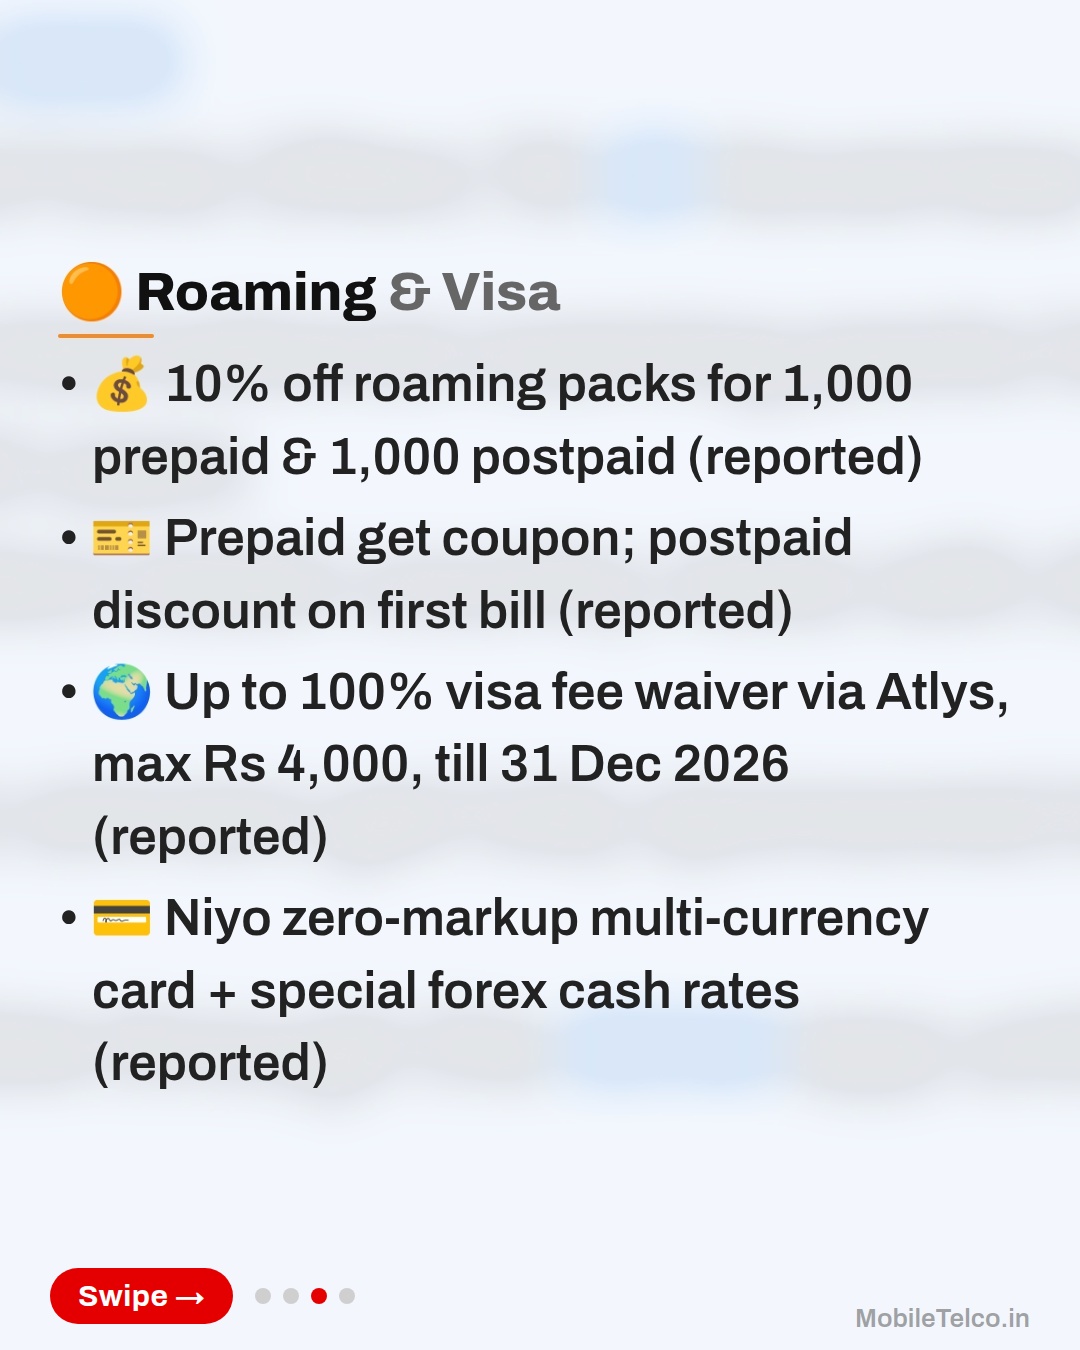 🟠 Roaming & Visa
• 💰 10% off roaming packs for 1,000
prepaid & 1,000 postpaid (reported)
• 🎫 Prepaid get coupon; postpaid
discount on first bill (reported)
• 🌍 Up to 100% visa fee waiver via Atlys,
max Rs 4,000, till 31 Dec 2026
(reported)
• 💳 Niyo zero-markup multi-currency
card + special forex cash rates
(reported)
Swipe →
MobileTelco.in